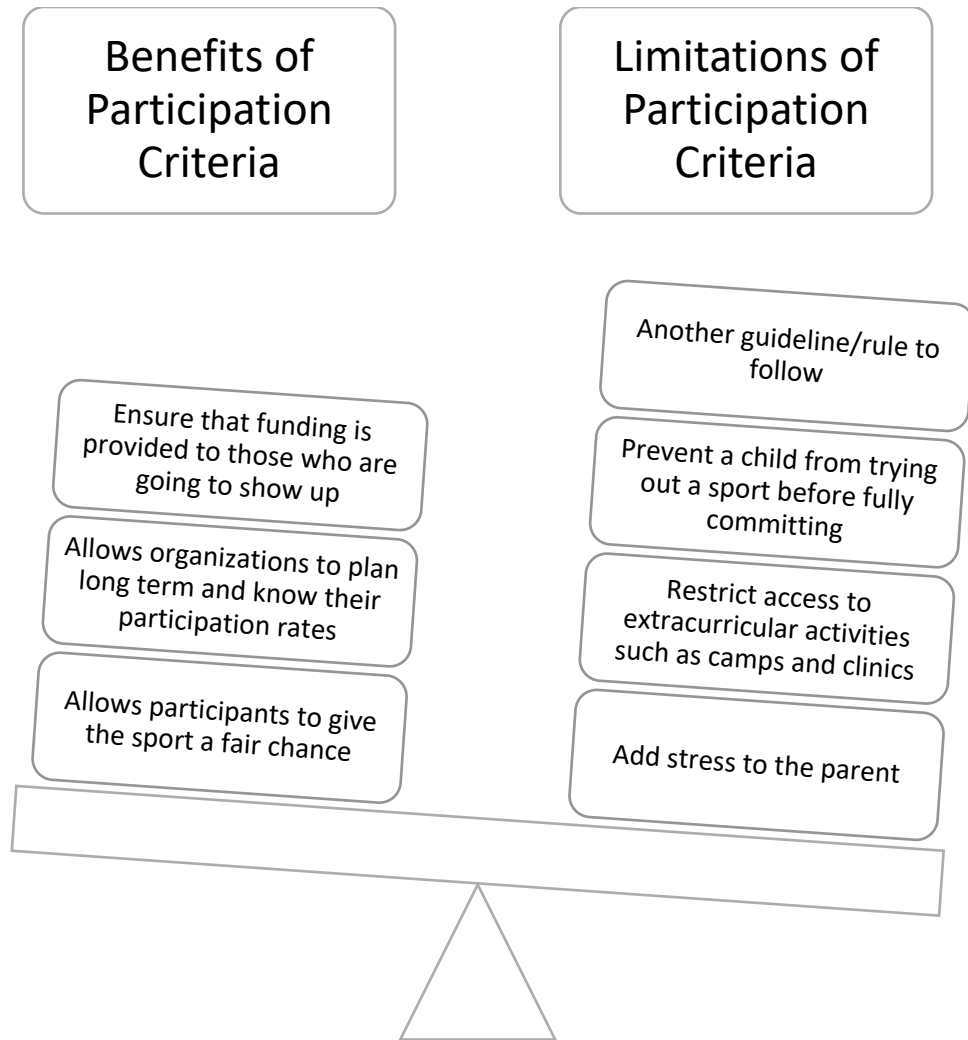 Benefits of
Participation
Criteria
Ensure that funding is
provided to those who are
going to show up
Allows organizations to plan
long term and know their
participation rates
Allows participants to give
the sport a fair chance
Limitations of
Participation
Criteria
Another guideline/rule to
follow
Prevent a child from trying
out a sport before fully
committing
Restrict access to
extracurricular activities
such as camps and clinics
Add stress to the parent